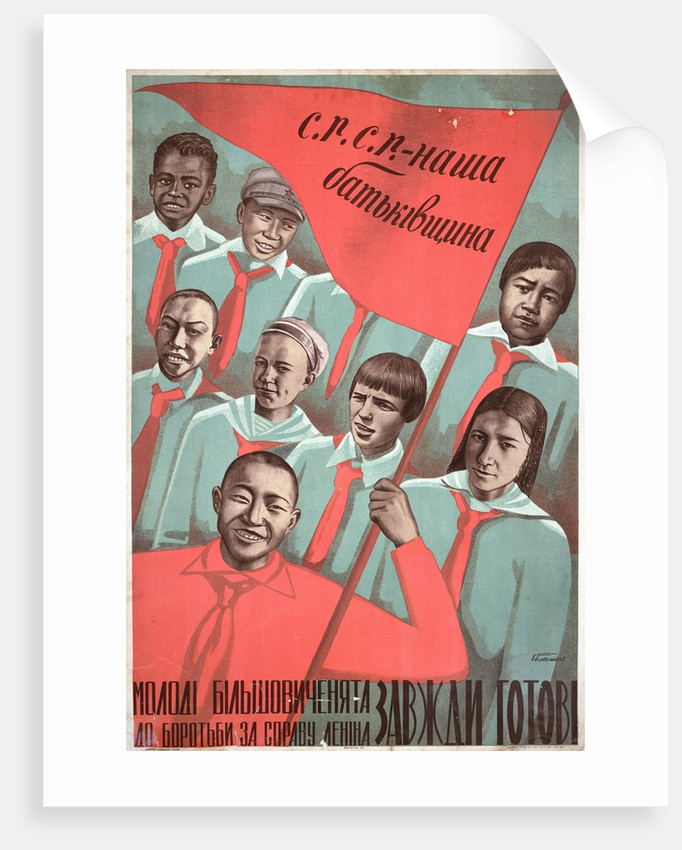 С.Р.С.Р.-наша
батьківщина
МОЛОДІ БІЛЬШОВИЧЕНЯТА
ДО БОРОТЬБИ ЗА СПРАВУ ЛЕНІНА
ЗАВЖДИ ГОТОВІ